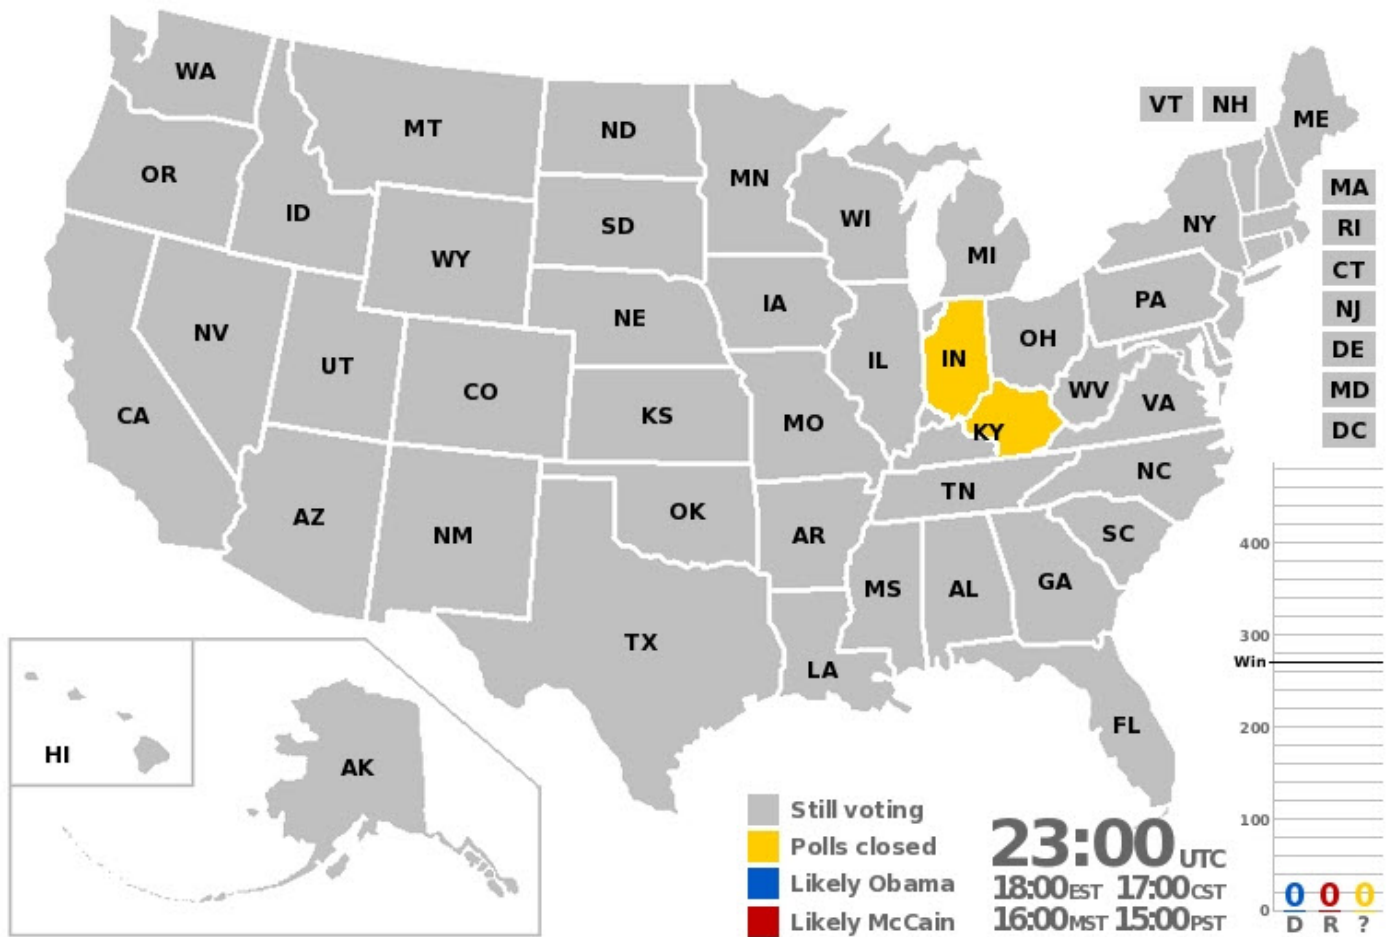 WA
MT
ND
MN
VT
NH
ME
OR
ID
WY
SD
WI
MI
NY
MA
RI
CT
NJ
DE
MD
DC
NV
UT
CO
NE
IA
IL
IN
OH
PA
WV
VA
KY
CA
KS
MO
AZ
NM
OK
AR
TN
NC
SC
MS
AL
GA
TX
LA
FL
HI
AK
400
300
Win
200
100
0
Still voting
Polls closed
Likely Obama
Likely McCain
23:00 UTC
18:00 EST 17:00 CST
16:00 MST 15:00 PST
0 0 0
D R ?